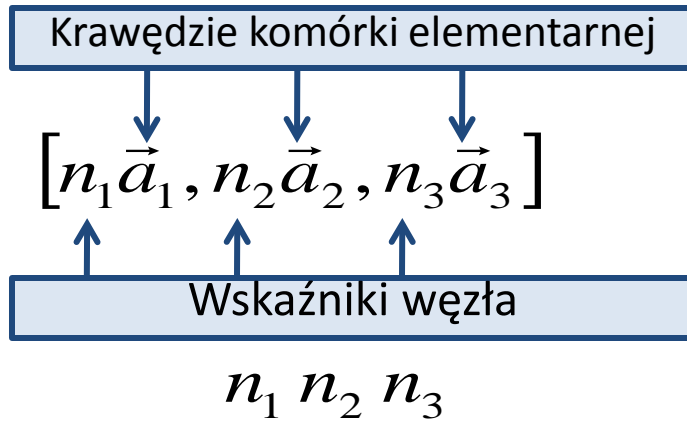 Krawędzie komórki elementarnej
[n₁a⃗₁, n₂a⃗₂, n₃a⃗₃]
Wskaźniki węzła
n₁ n₂ n₃